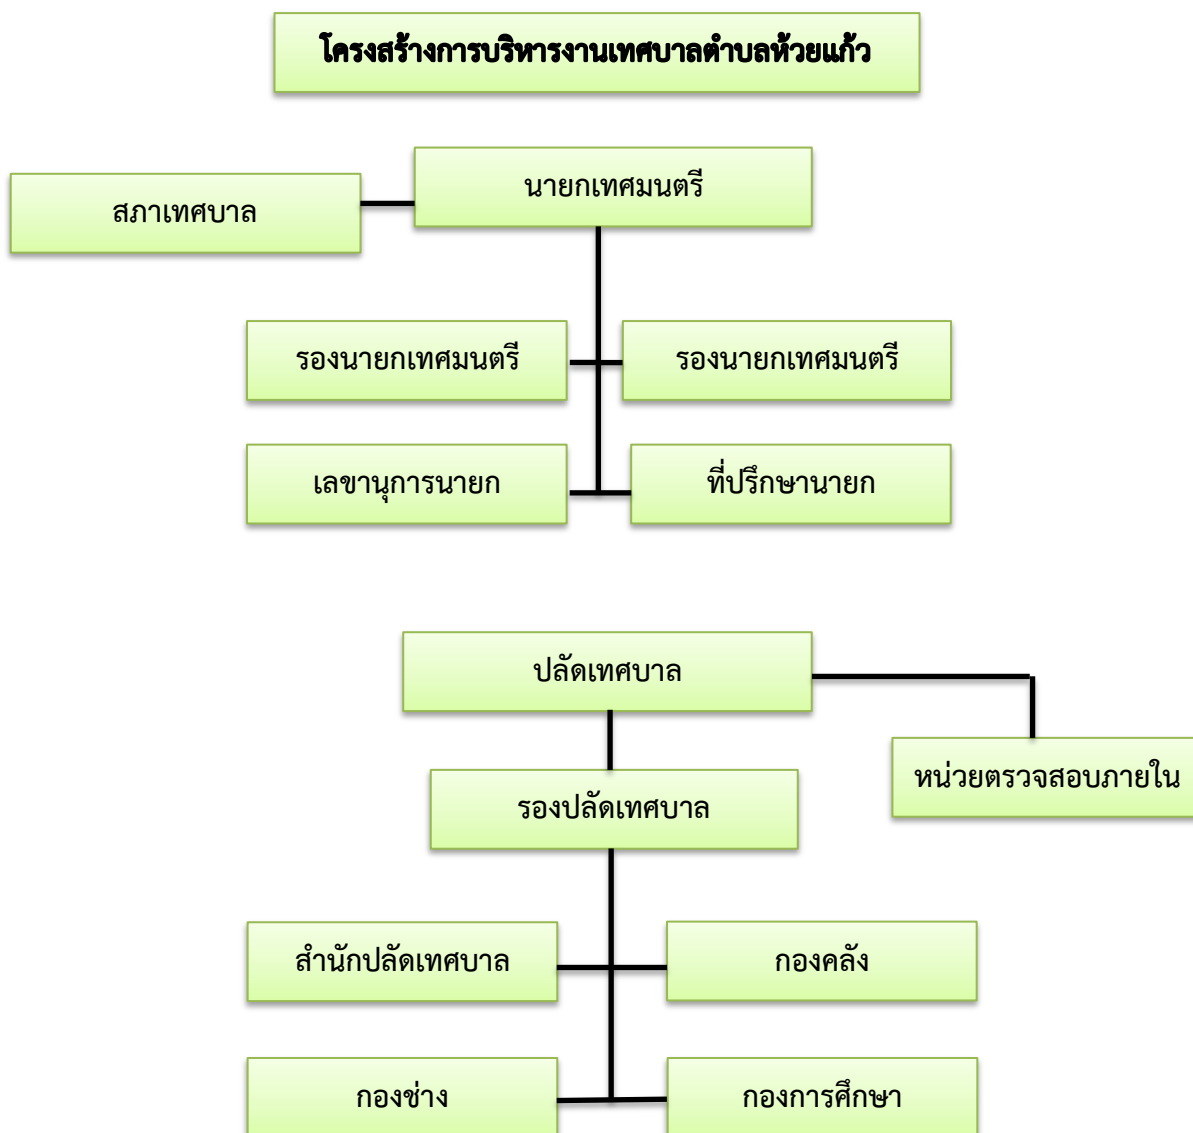 โครงสร้างการบริหารงานเทศบาลตำบลห้วยแก้ว
นายกเทศมนตรี
สภาเทศบาล
รองนายกเทศมนตรี
รองนายกเทศมนตรี
เลขานุการนายก
ที่ปรึกษานายก
ปลัดเทศบาล
หน่วยตรวจสอบภายใน
รองปลัดเทศบาล
สำนักปลัดเทศบาล
กองคลัง
กองช่าง
กองการศึกษา